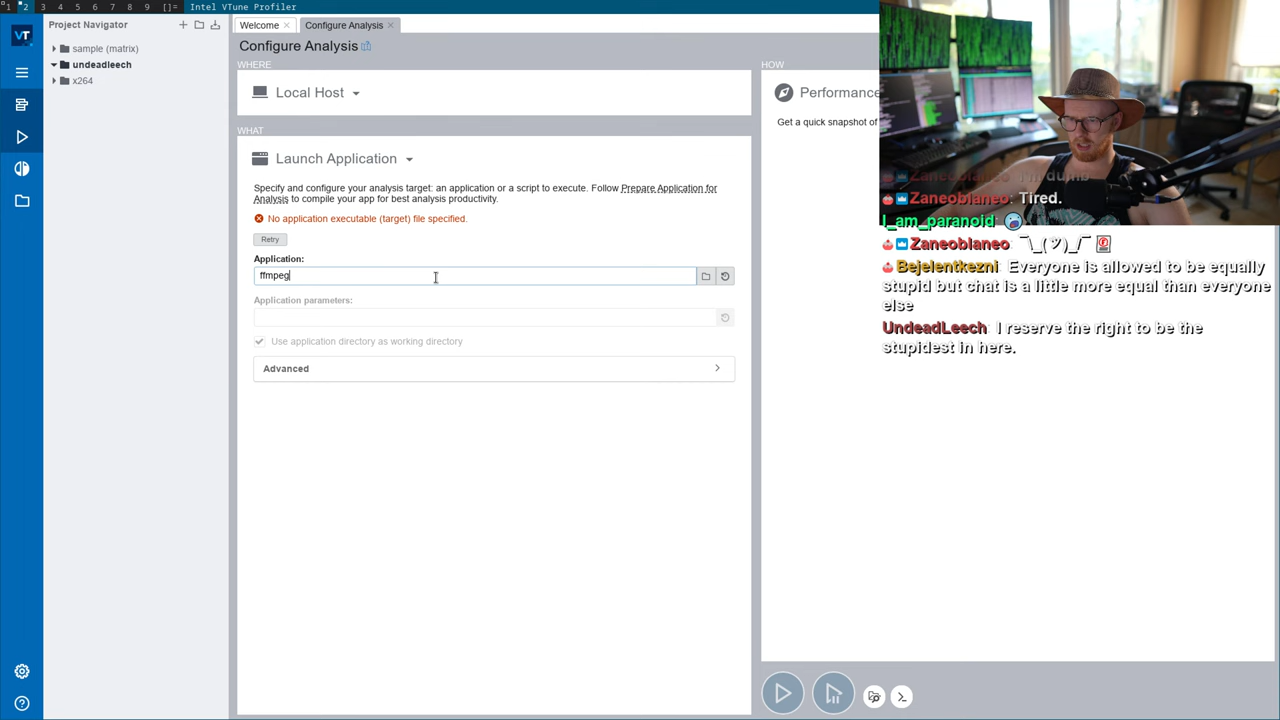 1 2 3 4 5 6 7 8 9 []= Intel VTune Profiler
VT
Project Navigator
sample (matrix)
undeadleech
x264
Welcome
Configure Analysis
Configure Analysis
WHERE
Local Host
WHAT
Launch Application
Specify and configure your analysis target: an application or a script to execute. Follow Prepare Application for
Analysis to compile your app for best analysis productivity.
No application executable (target) file specified.
Retry
Application:
ffmpeg
Application parameters:
Use application directory as working directory
Advanced
HOW
Performance
Get a quick snapshot of
Zaneoblaneo: I'm dumb
Zaneoblaneo: Tired.
I_am_paranoid
Zaneoblaneo: ¯\_(ツ)_/¯
Bejelentkezni: Everyone is allowed to be equally
stupid but chat is a little more equal than everyone
else
UndeadLeech: I reserve the right to be the
stupidest in here.